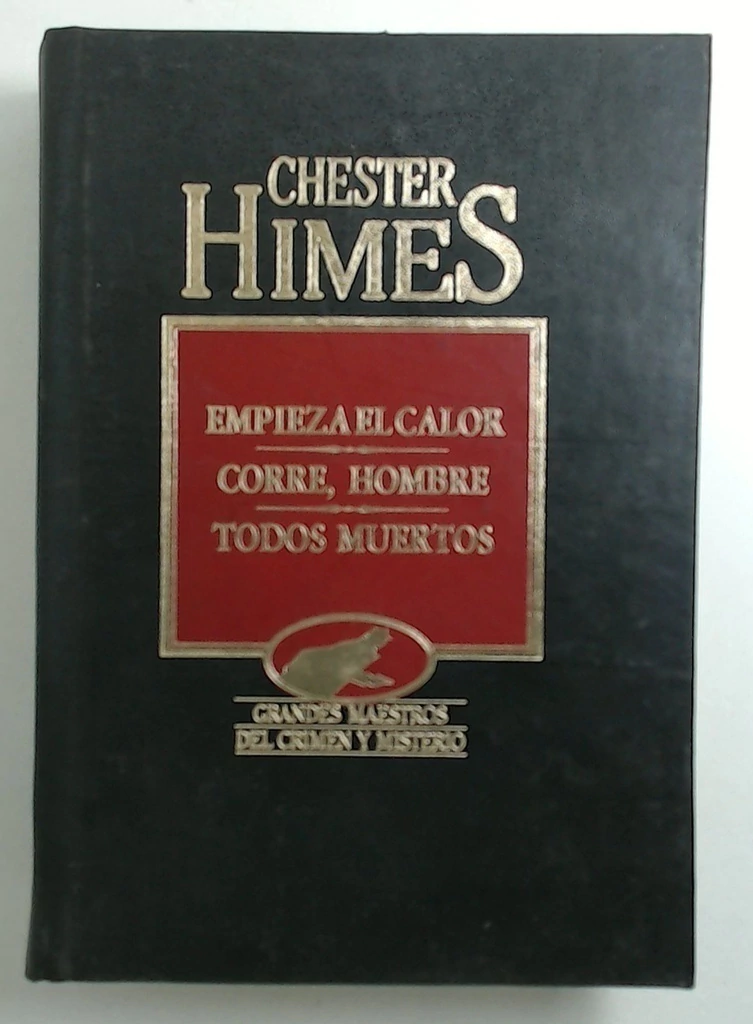 CHESTER
HIMES
EMPIEZA EL CALOR
CORRE, HOMBRE
TODOS MUERTOS
GRANDES MAESTROS
DEL CRIMEN Y MISTERIO